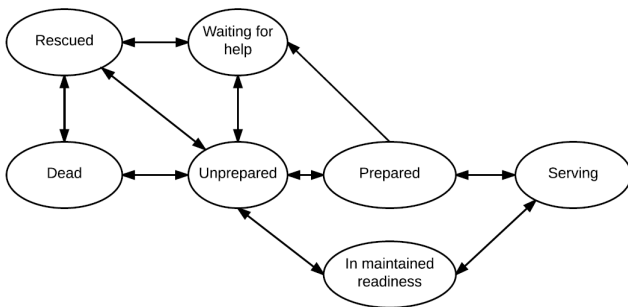 Rescued
Waiting for
help
Dead
Unprepared
Prepared
Serving
In maintained
readiness